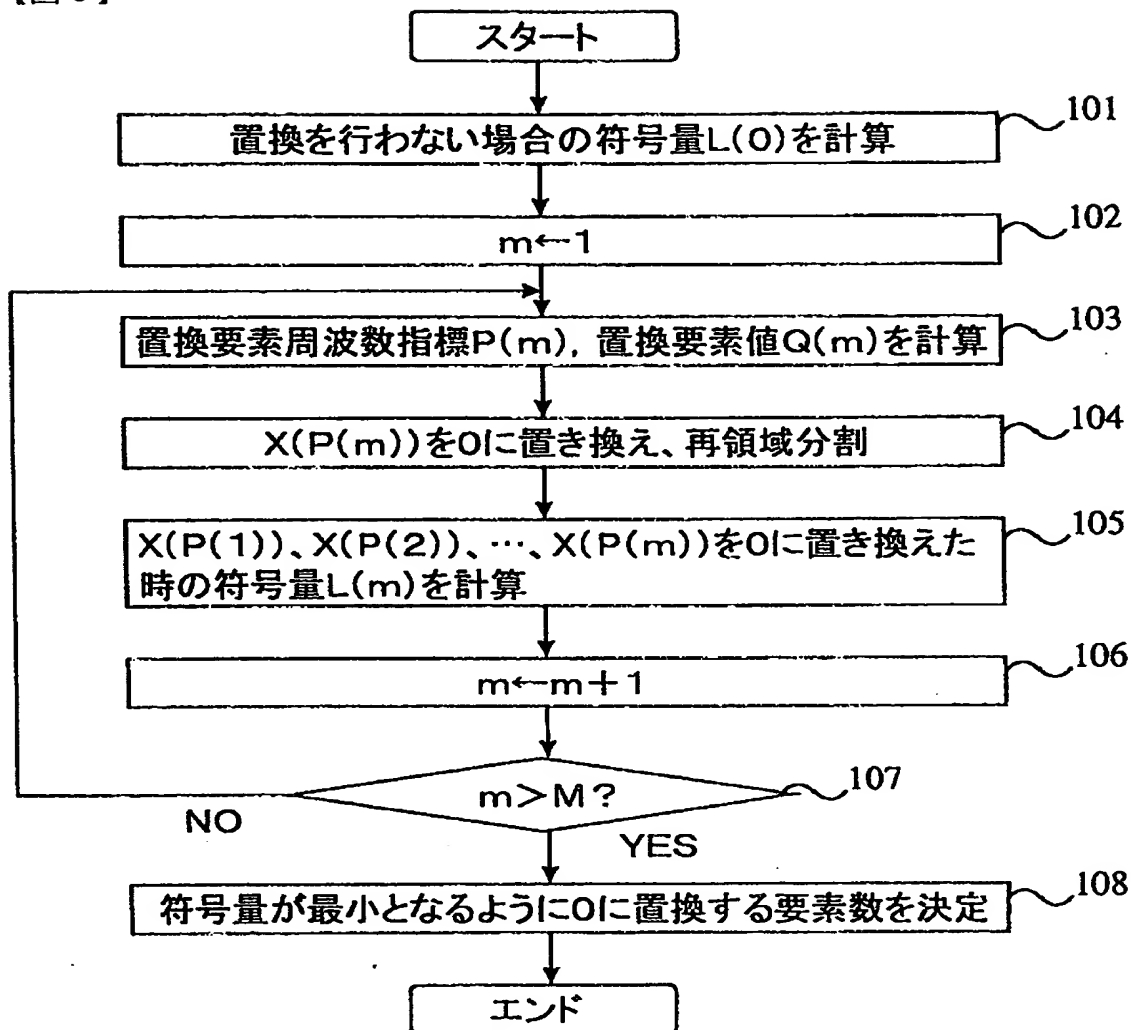 スタート
101
置換を行わない場合の符号量L(0)を計算
102
m←1
103
置換要素周波数指標P(m), 置換要素値Q(m)を計算
104
X(P(m))を0に置き換え、再領域分割
105
X(P(1))、X(P(2))、…、X(P(m))を0に置き換えた
時の符号量L(m)を計算
106
m←m+1
107
m>M?
NO
YES
108
符号量が最小となるように0に置換する要素数を決定
エンド